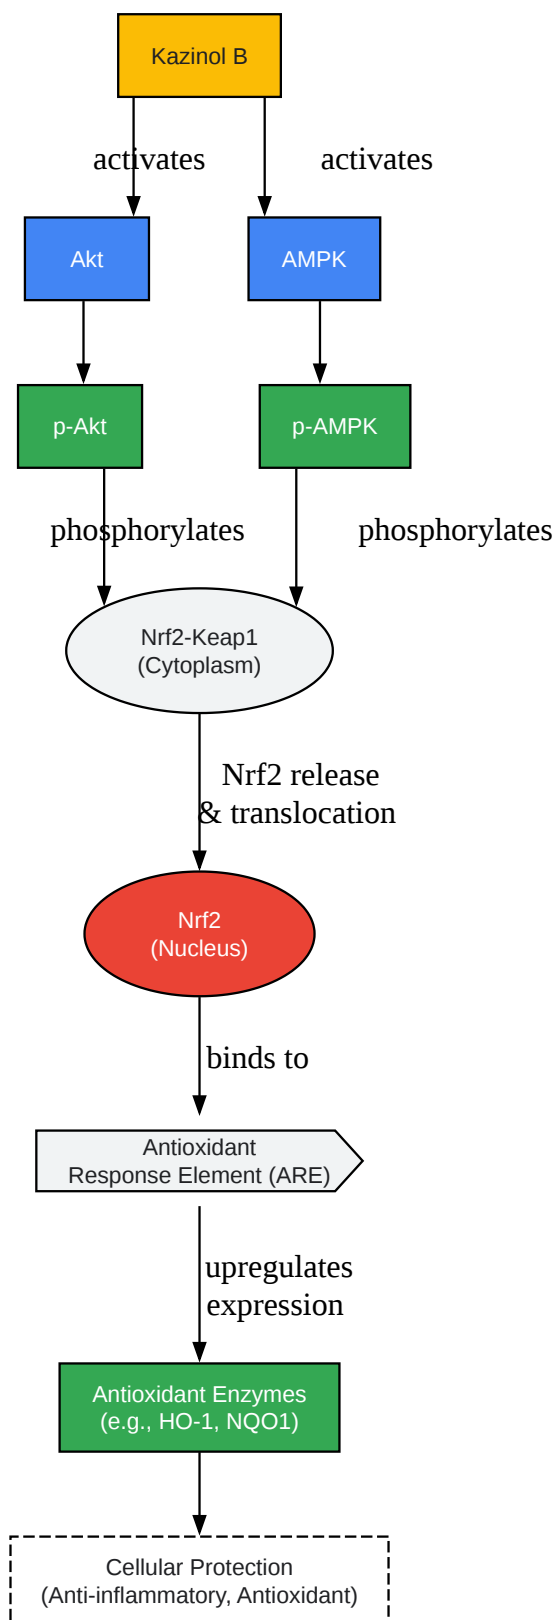 Kazinol B
activates
activates
Akt
AMPK
p-Akt
p-AMPK
phosphorylates
phosphorylates
Nrf2-Keap1
(Cytoplasm)
Nrf2 release
& translocation
Nrf2
(Nucleus)
binds to
Antioxidant
Response Element (ARE)
upregulates
expression
Antioxidant Enzymes
(e.g., HO-1, NQO1)
Cellular Protection
(Anti-inflammatory, Antioxidant)